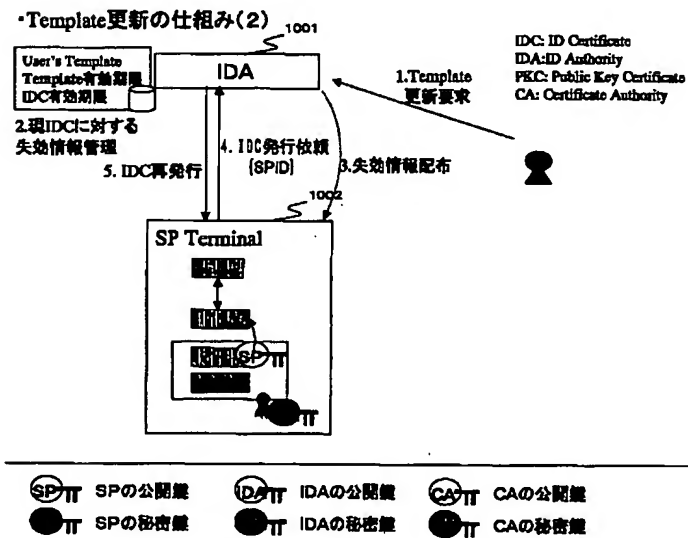 ・Template更新の仕組み(2)
1001
IDC: ID Certificate
IDA:ID Authority
PKC: Public Key Certificate
CA: Certificate Authority
User's Template
Template有効期限
IDC有効期限
IDA
1.Template
更新要求
2.現IDCに対する
失効情報管理
4. IDC発行依頼
(SPID)
3.失効情報配布
5. IDC再発行
1002
SP Terminal
SP
SP SPの公開鍵
IDA IDAの公開鍵
CA CAの公開鍵
SPの秘密鍵
IDAの秘密鍵
CAの秘密鍵